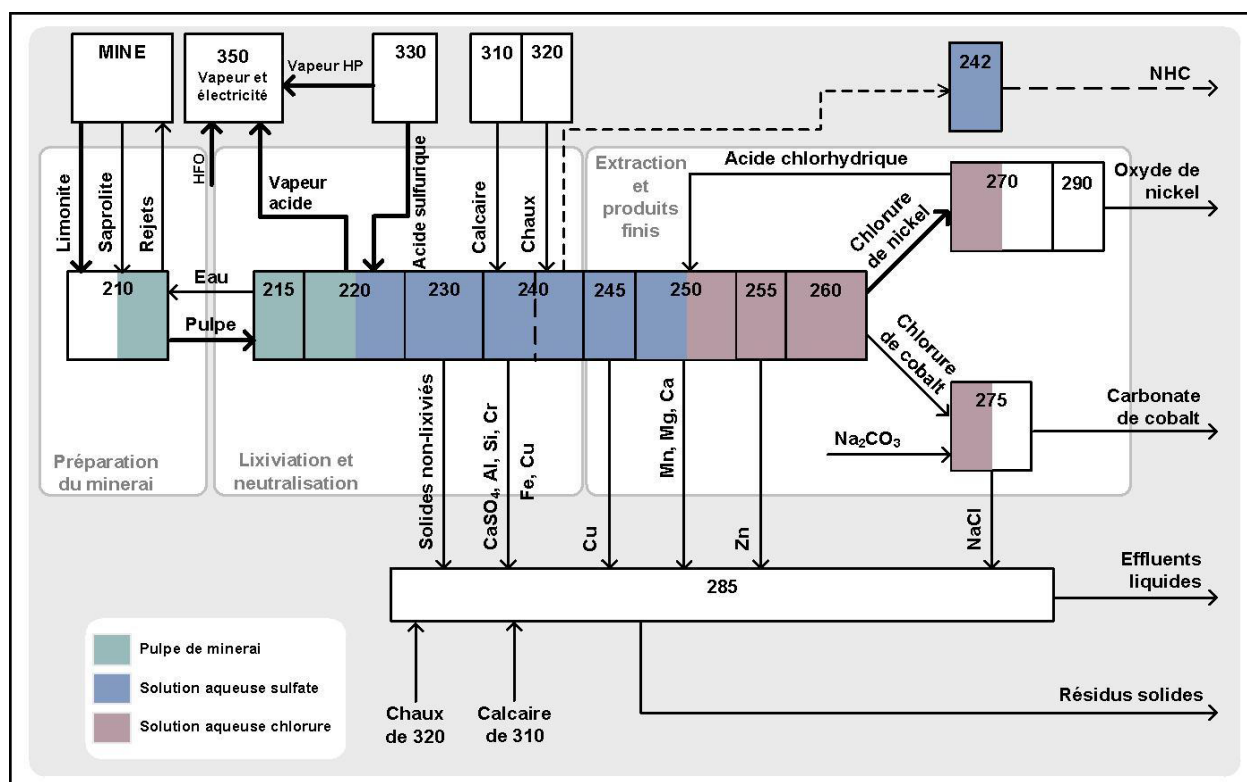 MINE
350
Vapeur et
électricité
Vapeur HP
330
310
320
242
NHC
HFO
Limonite
Saprolite
Rejets
Vapeur
acide
Acide sulfurique
Calcaire
Chaux
Extraction
et
produits
finis
Acide chlorhydrique
270
290
Oxyde de
nickel
Chlorure
de nickel
210
Eau
Pulpe
215
220
230
240
245
250
255
260
Chlorure
de cobalt
275
Carbonate
de cobalt
Na₂CO₃
Préparation
du minerai
Lixiviation et
neutralisation
Solides non-lixiviés
CaSO₄, Al, Si, Cr
Fe, Cu
Cu
Mn, Mg, Ca
Zn
NaCl
285
Effluents
liquides
Pulpe de minerai
Solution aqueuse sulfate
Solution aqueuse chlorure
Chaux
de 320
Calcaire
de 310
Résidus solides